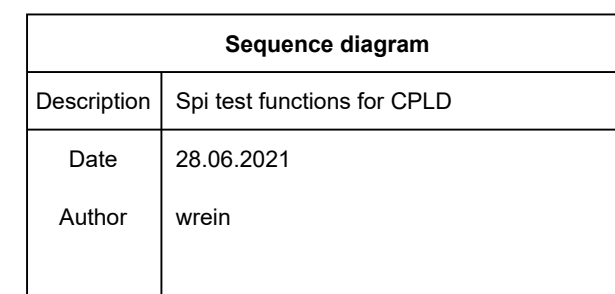 Sequence diagram
Description Spi test functions for CPLD
Date 28.06.2021
Author wrein